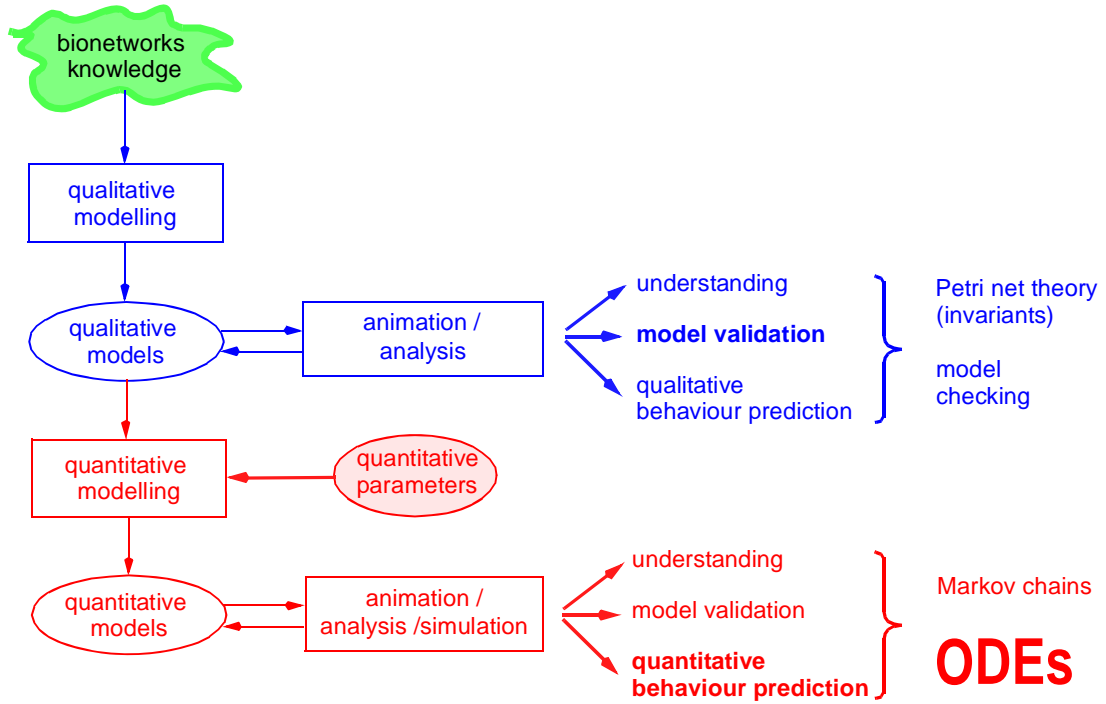 bionetworks
knowledge
qualitative
modelling
qualitative
models
animation /
analysis
understanding
model validation
qualitative
behaviour prediction
Petri net theory
(invariants)
model
checking
quantitative
modelling
quantitative
parameters
quantitative
models
animation /
analysis /simulation
understanding
model validation
quantitative
behaviour prediction
Markov chains
ODEs